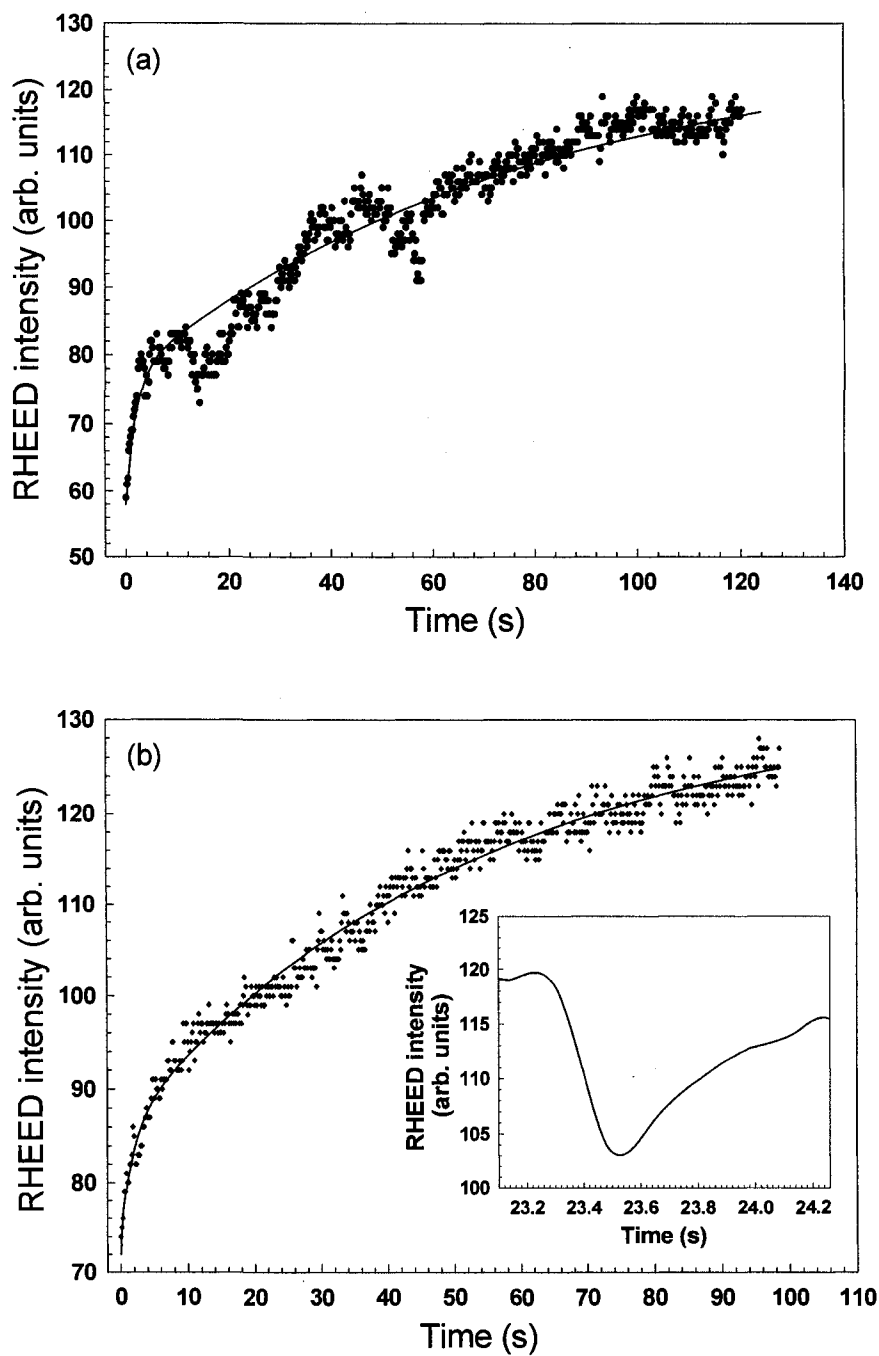 (a)
RHEED intensity (arb. units)
130
120
110
100
90
80
70
60
50
0 20 40 60 80 100 120 140
Time (s)
(b)
RHEED intensity (arb. units)
130
120
110
100
90
80
70
0 10 20 30 40 50 60 70 80 90 100 110
Time (s)
RHEED intensity
(arb. units)
125
120
115
110
105
100
23.2 23.4 23.6 23.8 24.0 24.2
Time (s)